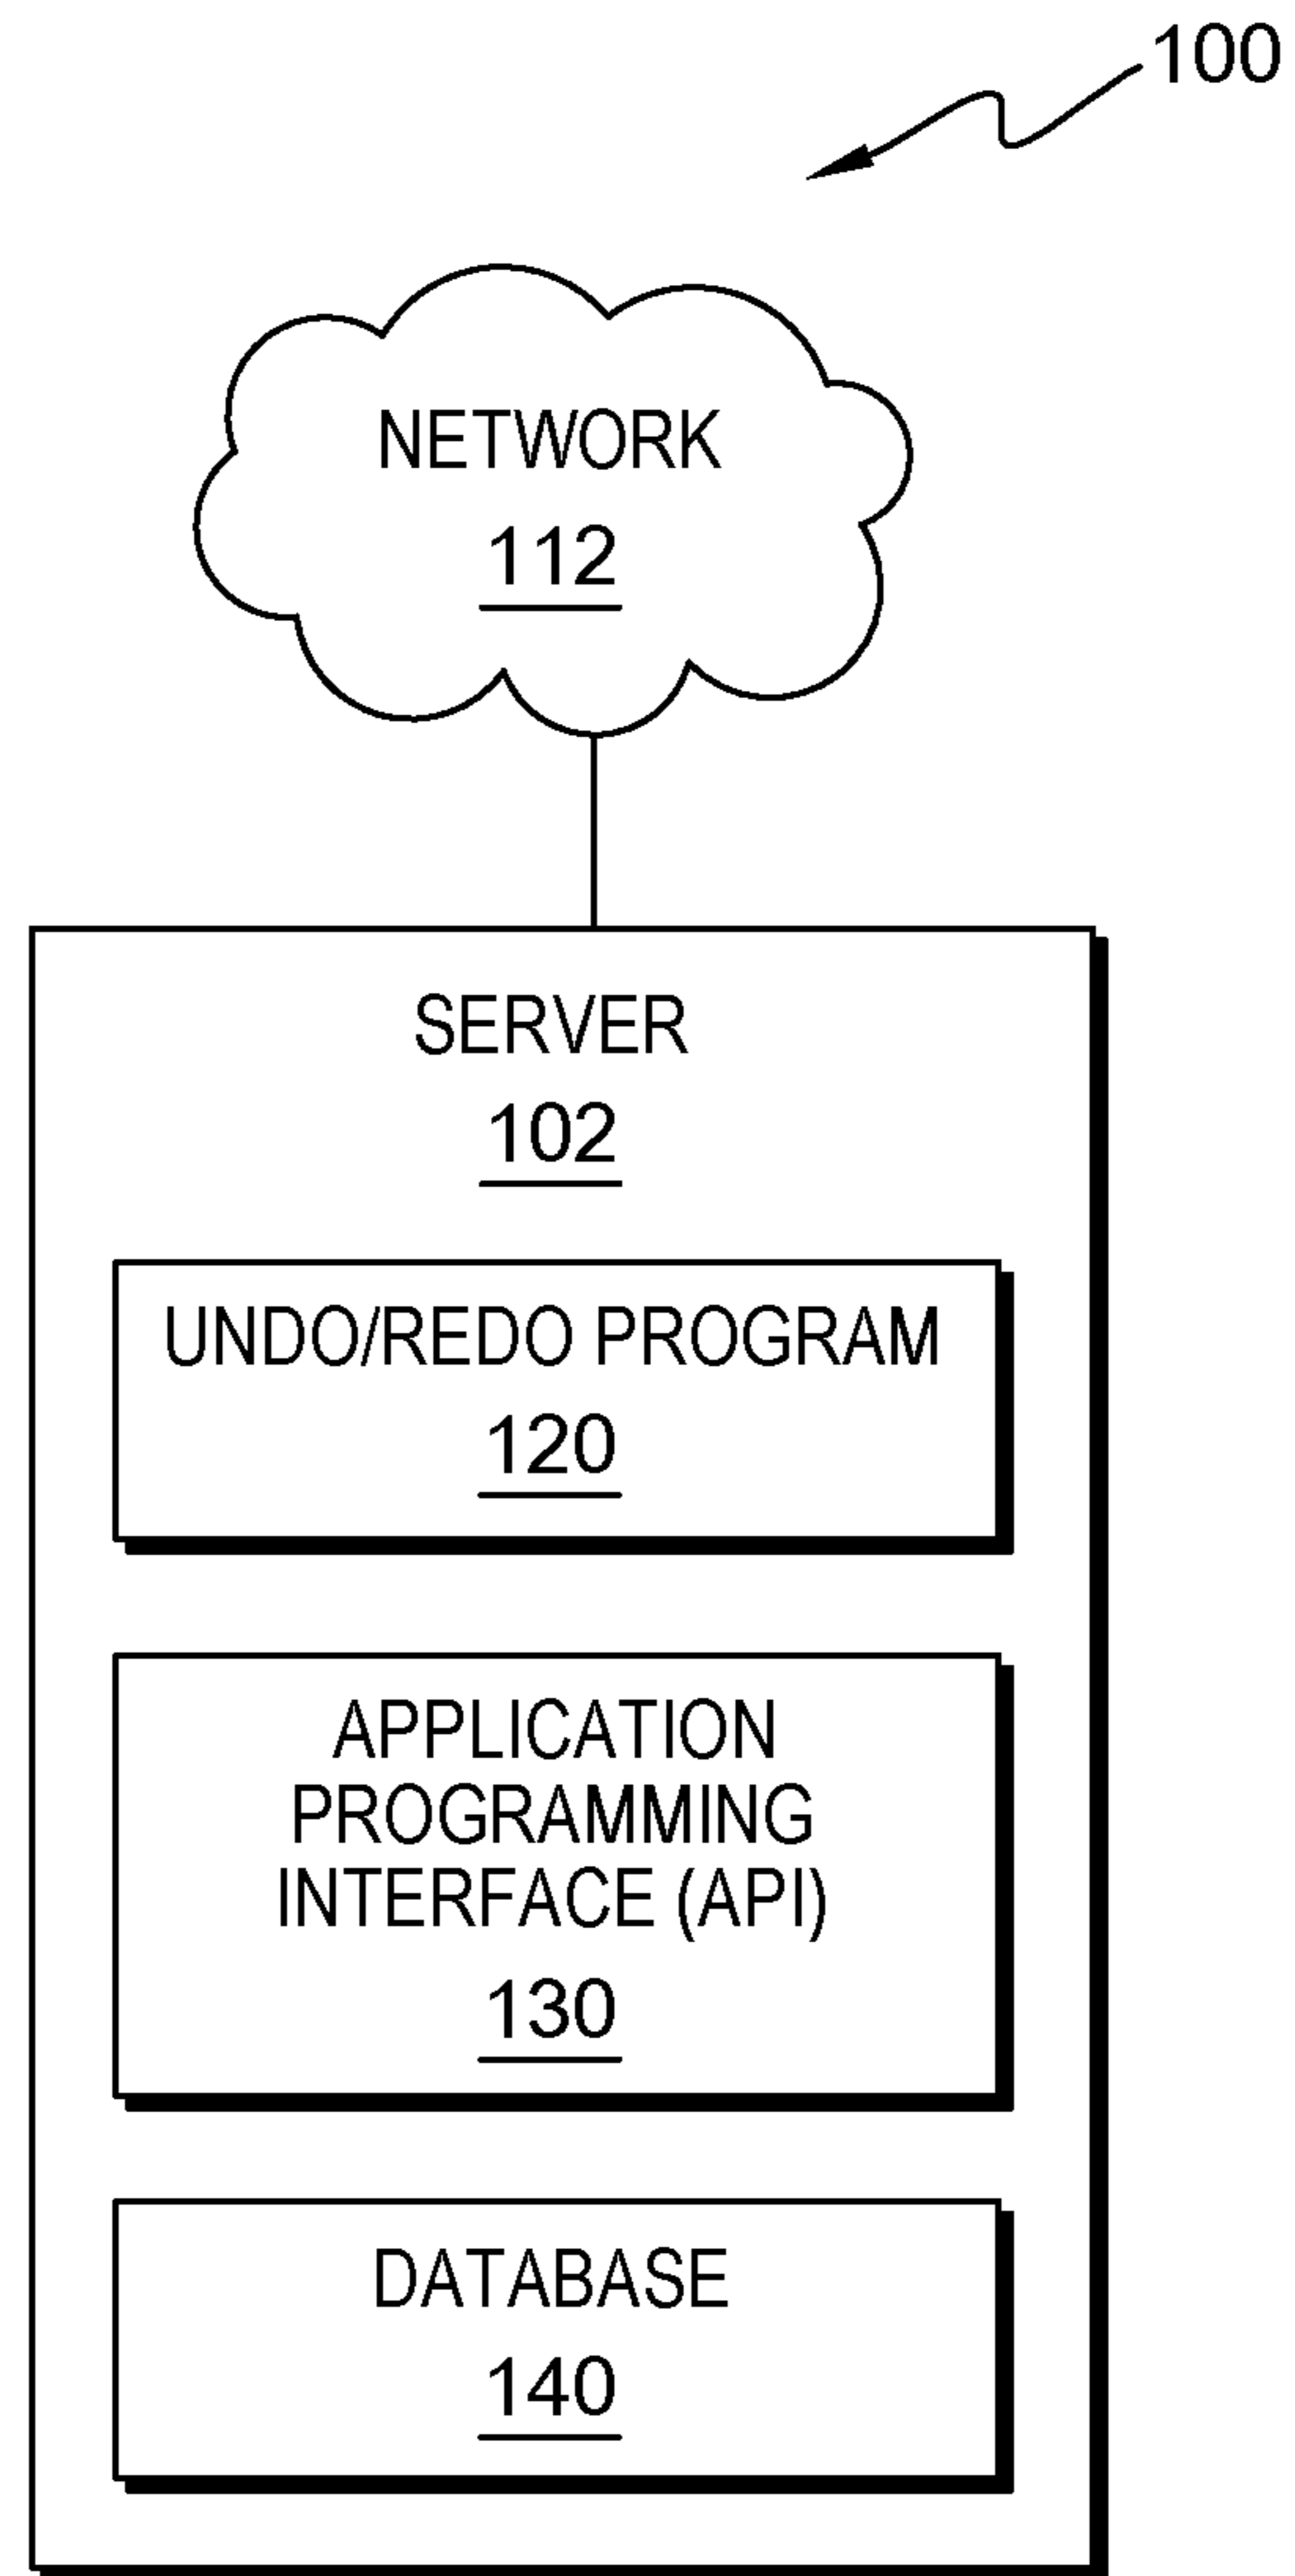 100
NETWORK
112
SERVER
102
UNDO/REDO PROGRAM
120
APPLICATION
PROGRAMMING
INTERFACE (API)
130
DATABASE
140